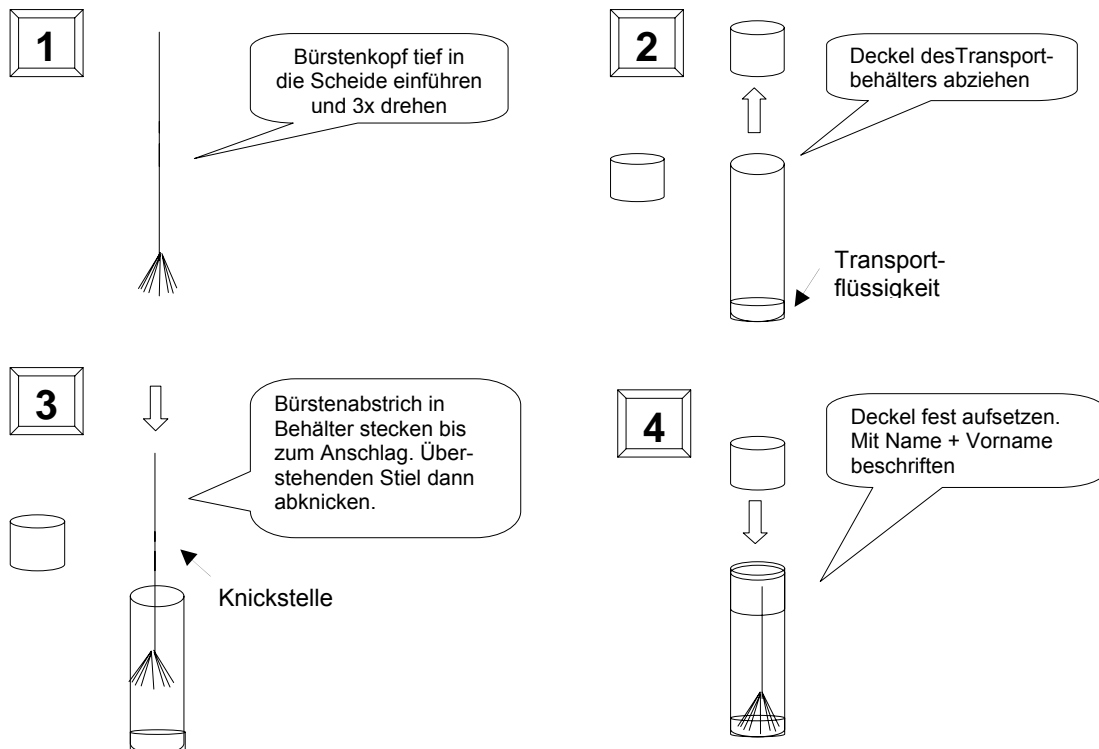 1
Bürstenkopf tief in
die Scheide einführen
und 3x drehen
2
Deckel desTransport-
behälters abziehen
Transport-
flüssigkeit
3
Bürstenabstrich in
Behälter stecken bis
zum Anschlag. Über-
stehenden Stiel dann
abknicken.
Knickstelle
4
Deckel fest aufsetzen.
Mit Name + Vorname
beschriften